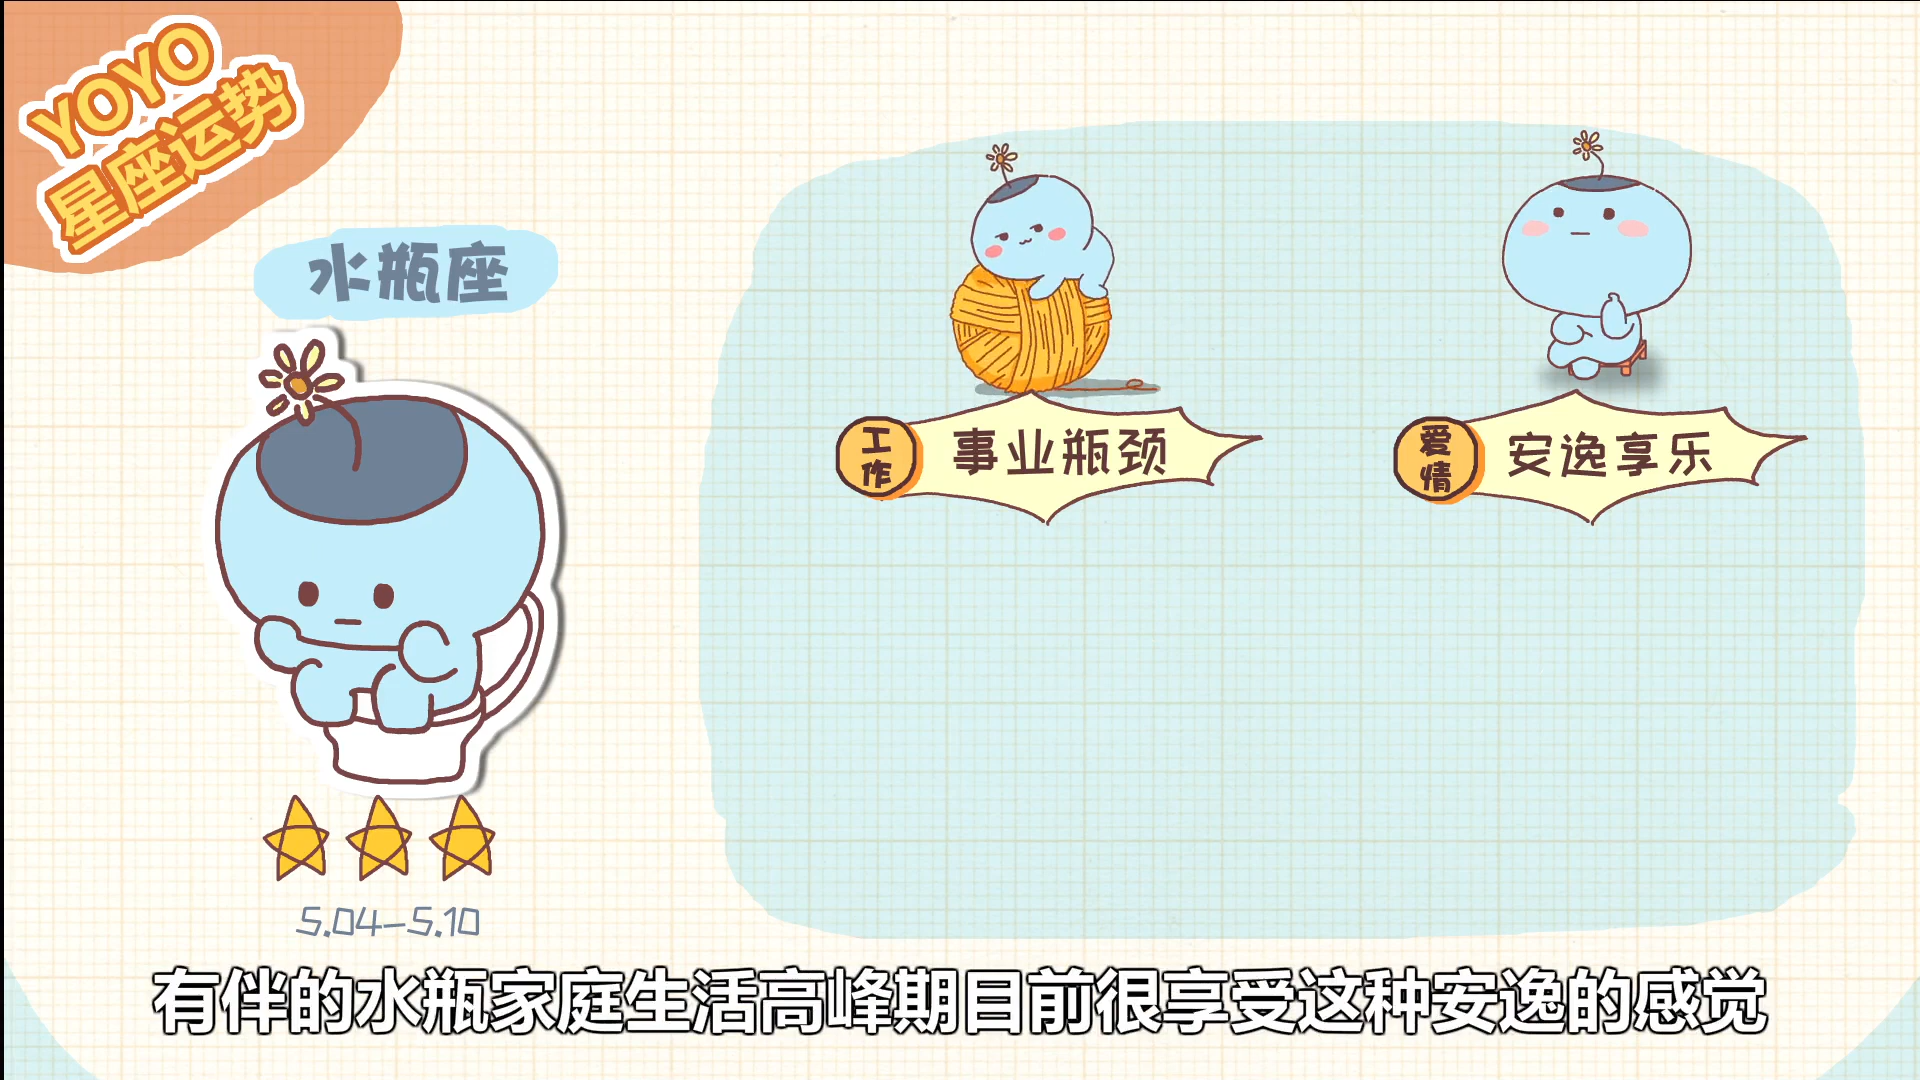 YOYO
星座运势
水瓶座
工作
事业瓶颈
爱情
安逸享乐
5.04-5.10
有伴的水瓶家庭生活高峰期目前很享受这种安逸的感觉